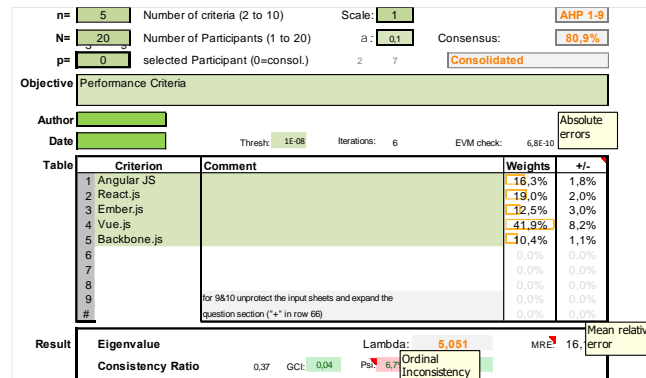 n= 5 Number of criteria (2 to 10) Scale: 1 AHP 1-9
N= 20 Number of Participants (1 to 20) a : 0,1 Consensus: 80,9%
p= 0 selected Participant (0=consol.) 2 7 Consolidated
Objective Performance Criteria
Author
Absolute errors
Date Thresh: 1E-08 Iterations: 6 EVM check: 6,8E-10
Table Criterion Comment Weights +/-
1 Angular JS 16,3% 1,8%
2 React.js 19,0% 2,0%
3 Ember.js 12,5% 3,0%
4 Vue.js 41,9% 8,2%
5 Backbone.js 10,4% 1,1%
6 0,0% 0,0%
7 0,0% 0,0%
8 0,0% 0,0%
9 for 9&10 unprotect the input sheets and expand the 0,0% 0,0%
# question section ("+" in row 66) 0,0% 0,0%
Result Eigenvalue Lambda: 5,051 MRE: 16,
Mean relative error
Consistency Ratio 0,37 GCI: 0,04 Psi: 6,7%
Ordinal Inconsistency